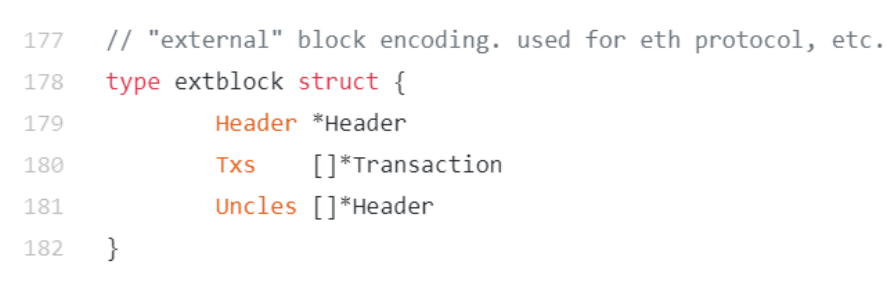 177 // "external" block encoding. used for eth protocol, etc.
178 type extblock struct {
179 Header *Header
180 Txs []*Transaction
181 Uncles []*Header
182 }